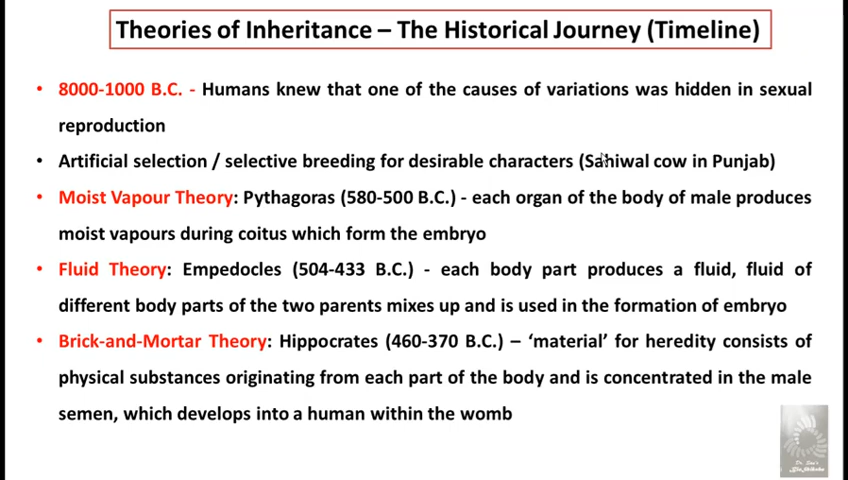 Theories of Inheritance – The Historical Journey (Timeline)
• 8000-1000 B.C. - Humans knew that one of the causes of variations was hidden in sexual
reproduction
• Artificial selection / selective breeding for desirable characters (Sahiwal cow in Punjab)
• Moist Vapour Theory: Pythagoras (580-500 B.C.) - each organ of the body of male produces
moist vapours during coitus which form the embryo
• Fluid Theory: Empedocles (504-433 B.C.) - each body part produces a fluid, fluid of
different body parts of the two parents mixes up and is used in the formation of embryo
• Brick-and-Mortar Theory: Hippocrates (460-370 B.C.) – ‘material’ for heredity consists of
physical substances originating from each part of the body and is concentrated in the male
semen, which develops into a human within the womb